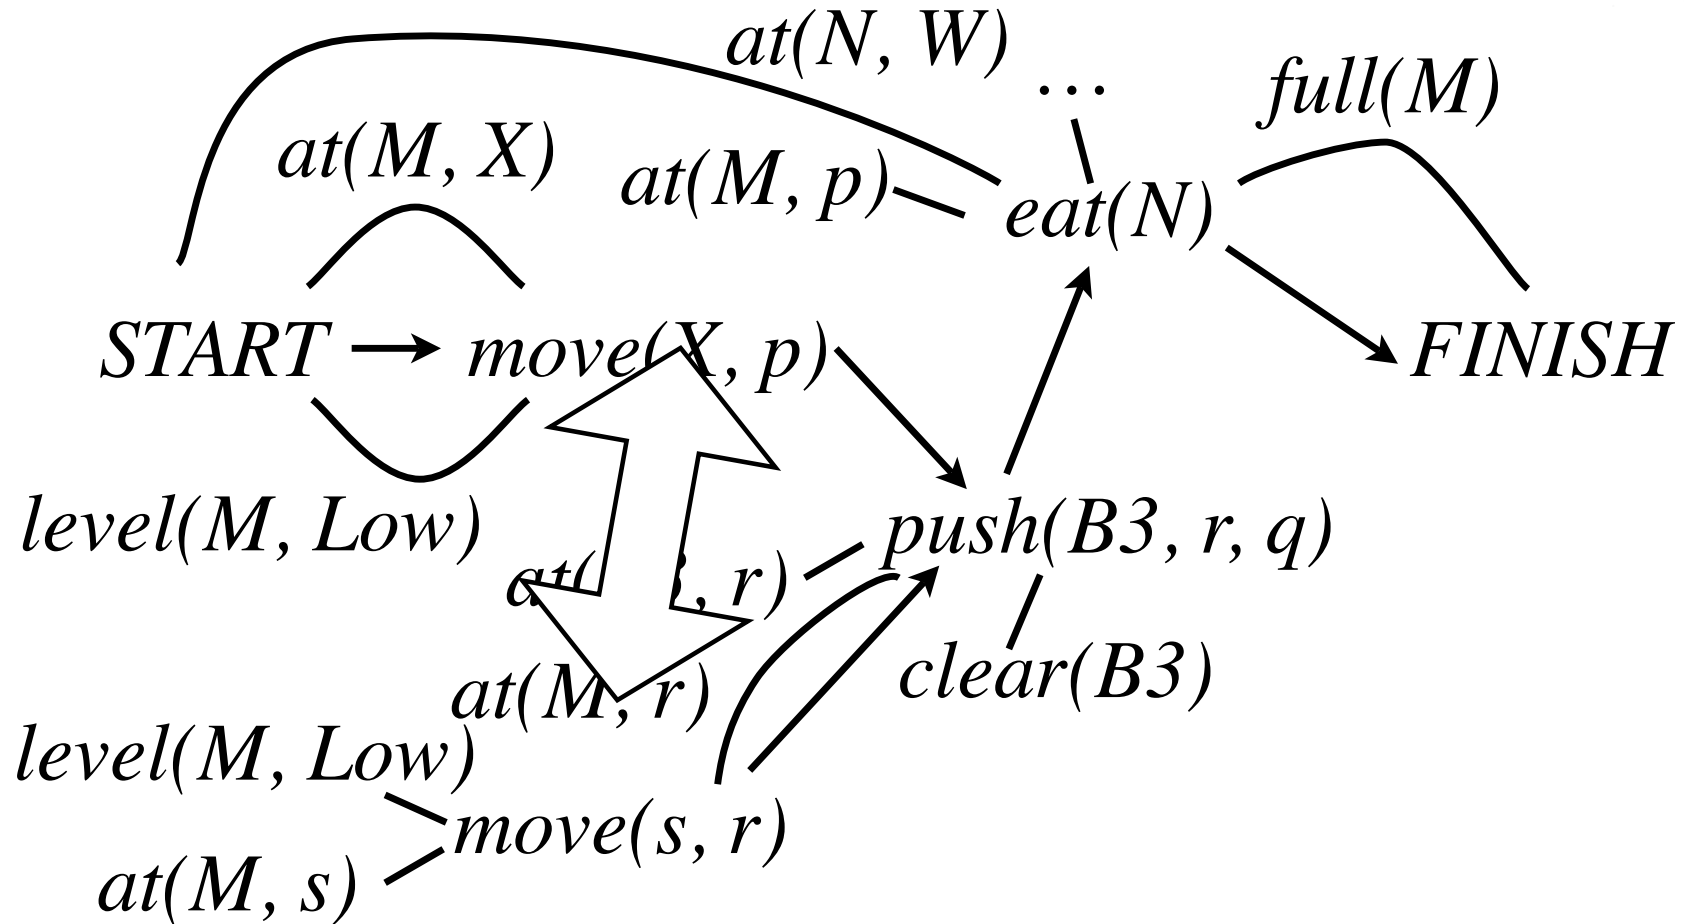 at(N, W)
...
full(M)
at(M, X)
at(M, p)
eat(N)
START
move(X, p)
FINISH
level(M, Low)
push(B3, r, q)
at( , r)
clear(B3)
at(M, r)
level(M, Low)
move(s, r)
at(M, s)